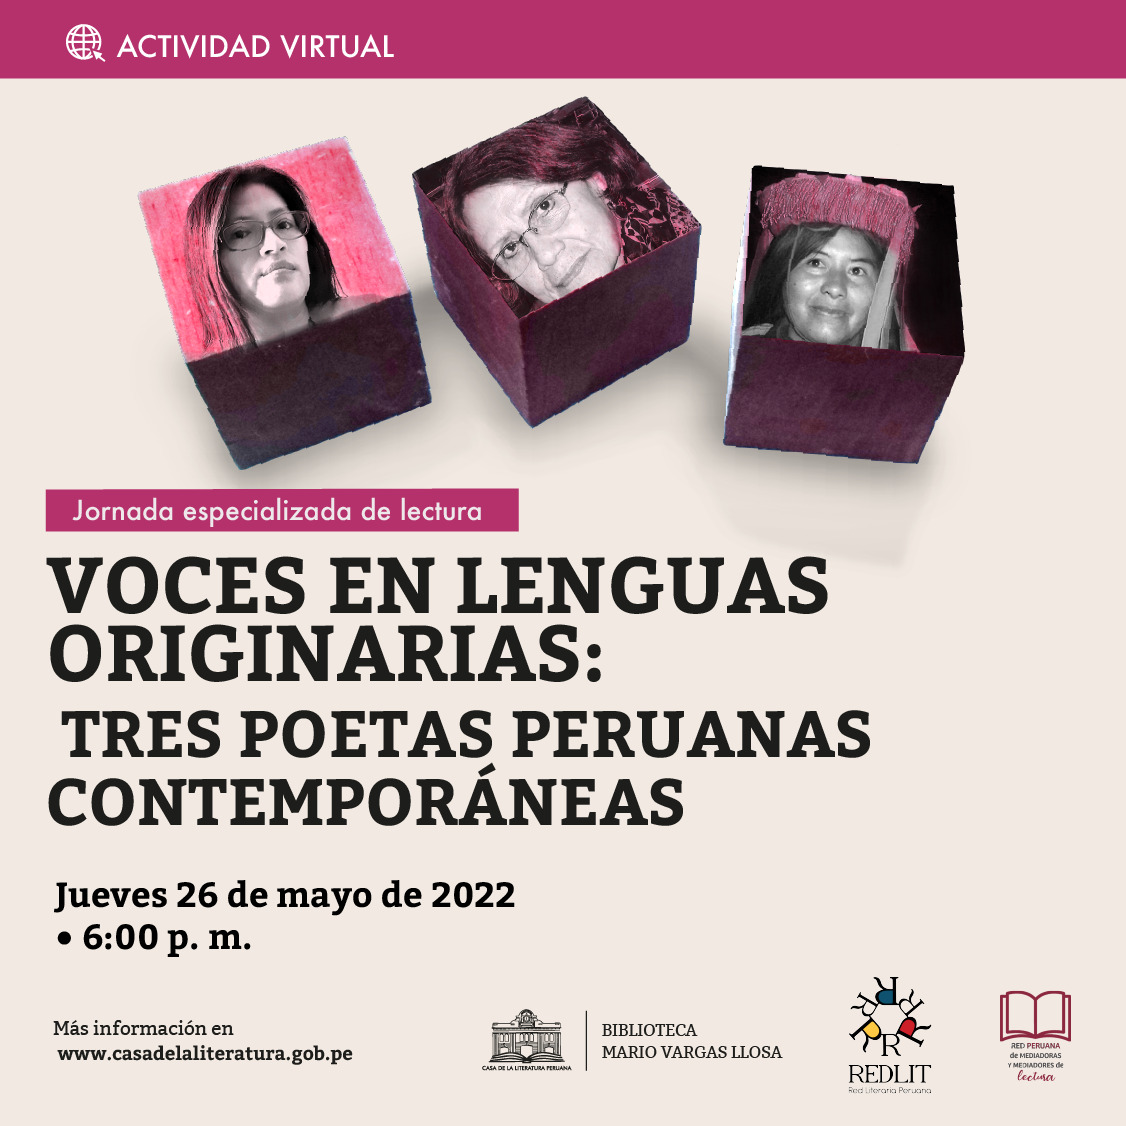 ACTIVIDAD VIRTUAL
Jornada especializada de lectura
VOCES EN LENGUAS
ORIGINARIAS:
TRES POETAS PERUANAS
CONTEMPORÁNEAS
Jueves 26 de mayo de 2022
• 6:00 p. m.
Más información en
www.casadelaliteratura.gob.pe
CASA DE LA LITERATURA PERUANA
BIBLIOTECA
MARIO VARGAS LLOSA
REDLIT
Red Literaria Peruana
RED PERUANA
de MEDIADORAS
Y MEDIADORES de
lectura